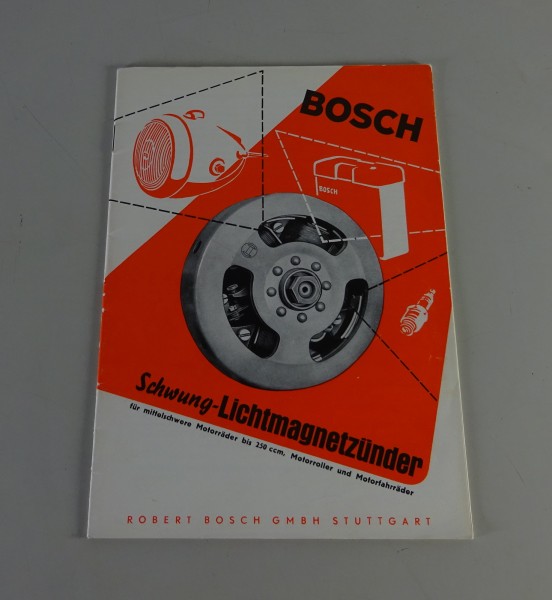 BOSCH
BOSCH
Schwung-Lichtmagnetzünder
für mittelschwere Motorräder bis 250 ccm, Motorroller und Motorfahrräder
ROBERT BOSCH GMBH STUTTGART